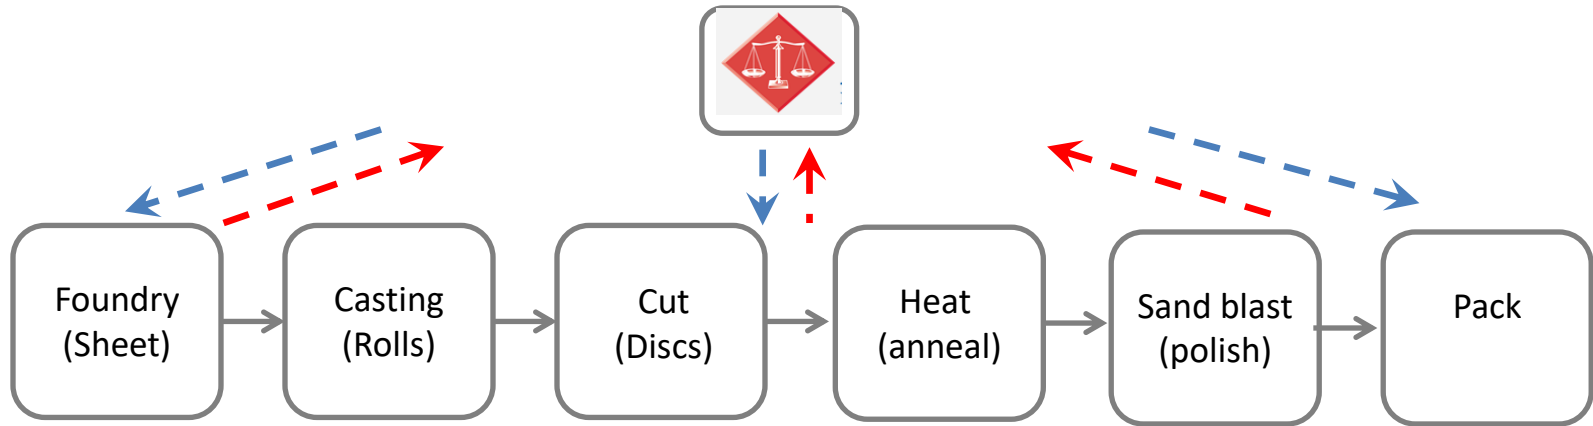 Foundry
(Sheet)
Casting
(Rolls)
Cut
(Discs)
Heat
(anneal)
Sand blast
(polish)
Pack